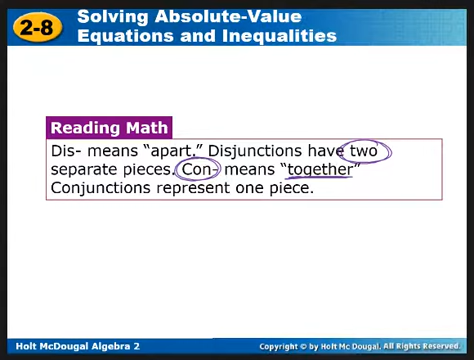 2-8
Solving Absolute-Value
Equations and Inequalities
Reading Math
Dis- means “apart.” Disjunctions have two
separate pieces. Con- means “together”
Conjunctions represent one piece.
Holt McDougal Algebra 2
Copyright © by Holt Mc Dougal. All Rights Reserved.